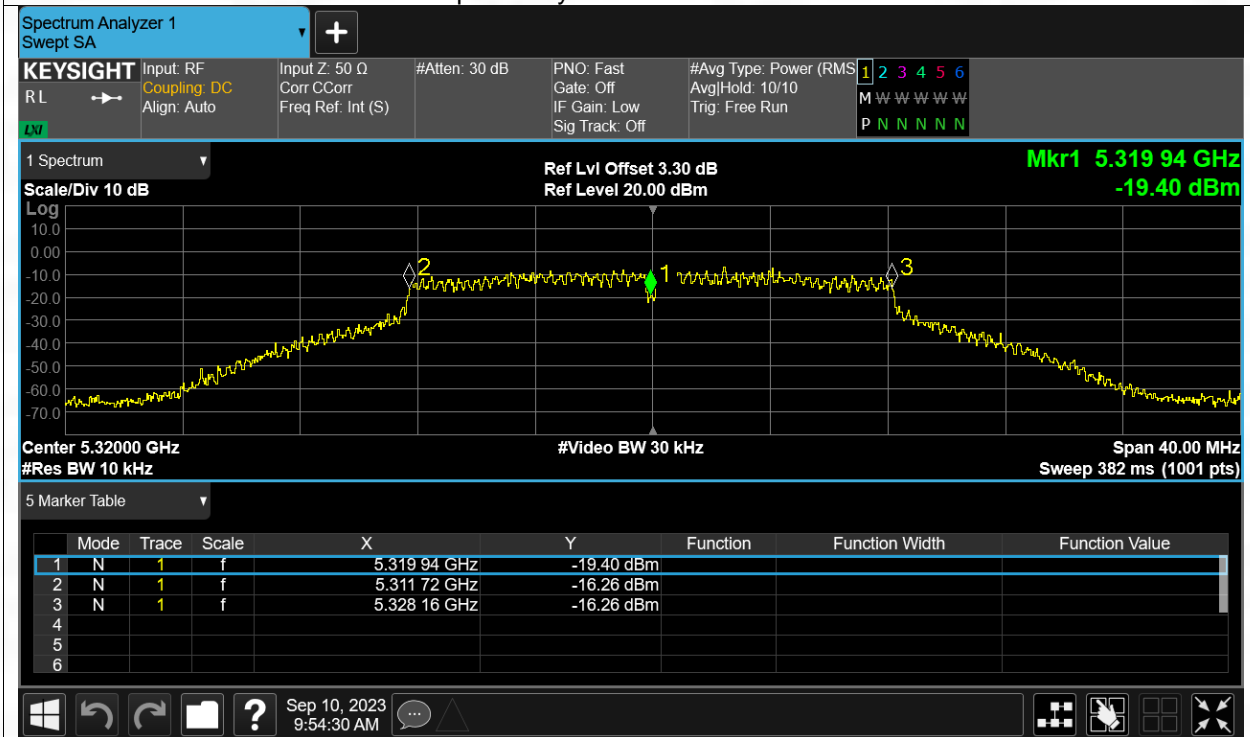 Spectrum Analyzer 1
Swept SA
+
KEYSIGHT Input: RF Input Z: 50 Ω #Atten: 30 dB PNO: Fast #Avg Type: Power (RMS 1 2 3 4 5 6
RL Coupling: DC Corr CCorr Gate: Off Avg|Hold: 10/10 M W W W W W
Align: Auto Freq Ref: Int (S) IF Gain: Low Trig: Free Run
LXI Sig Track: Off P N N N N N
1 Spectrum Ref Lvl Offset 3.30 dB Mkr1 5.319 94 GHz
Scale/Div 10 dB Ref Level 20.00 dBm -19.40 dBm
Log
10.0
0.00
-10.0 2 1 3
-20.0
-30.0
-40.0
-50.0
-60.0
-70.0
Center 5.32000 GHz #Video BW 30 kHz Span 40.00 MHz
#Res BW 10 kHz Sweep 382 ms (1001 pts)
5 Marker Table
Mode Trace Scale X Y Function Function Width Function Value
1 N 1 f 5.319 94 GHz -19.40 dBm
2 N 1 f 5.311 72 GHz -16.26 dBm
3 N 1 f 5.328 16 GHz -16.26 dBm
4
5
6
? Sep 10, 2023
9:54:30 AM